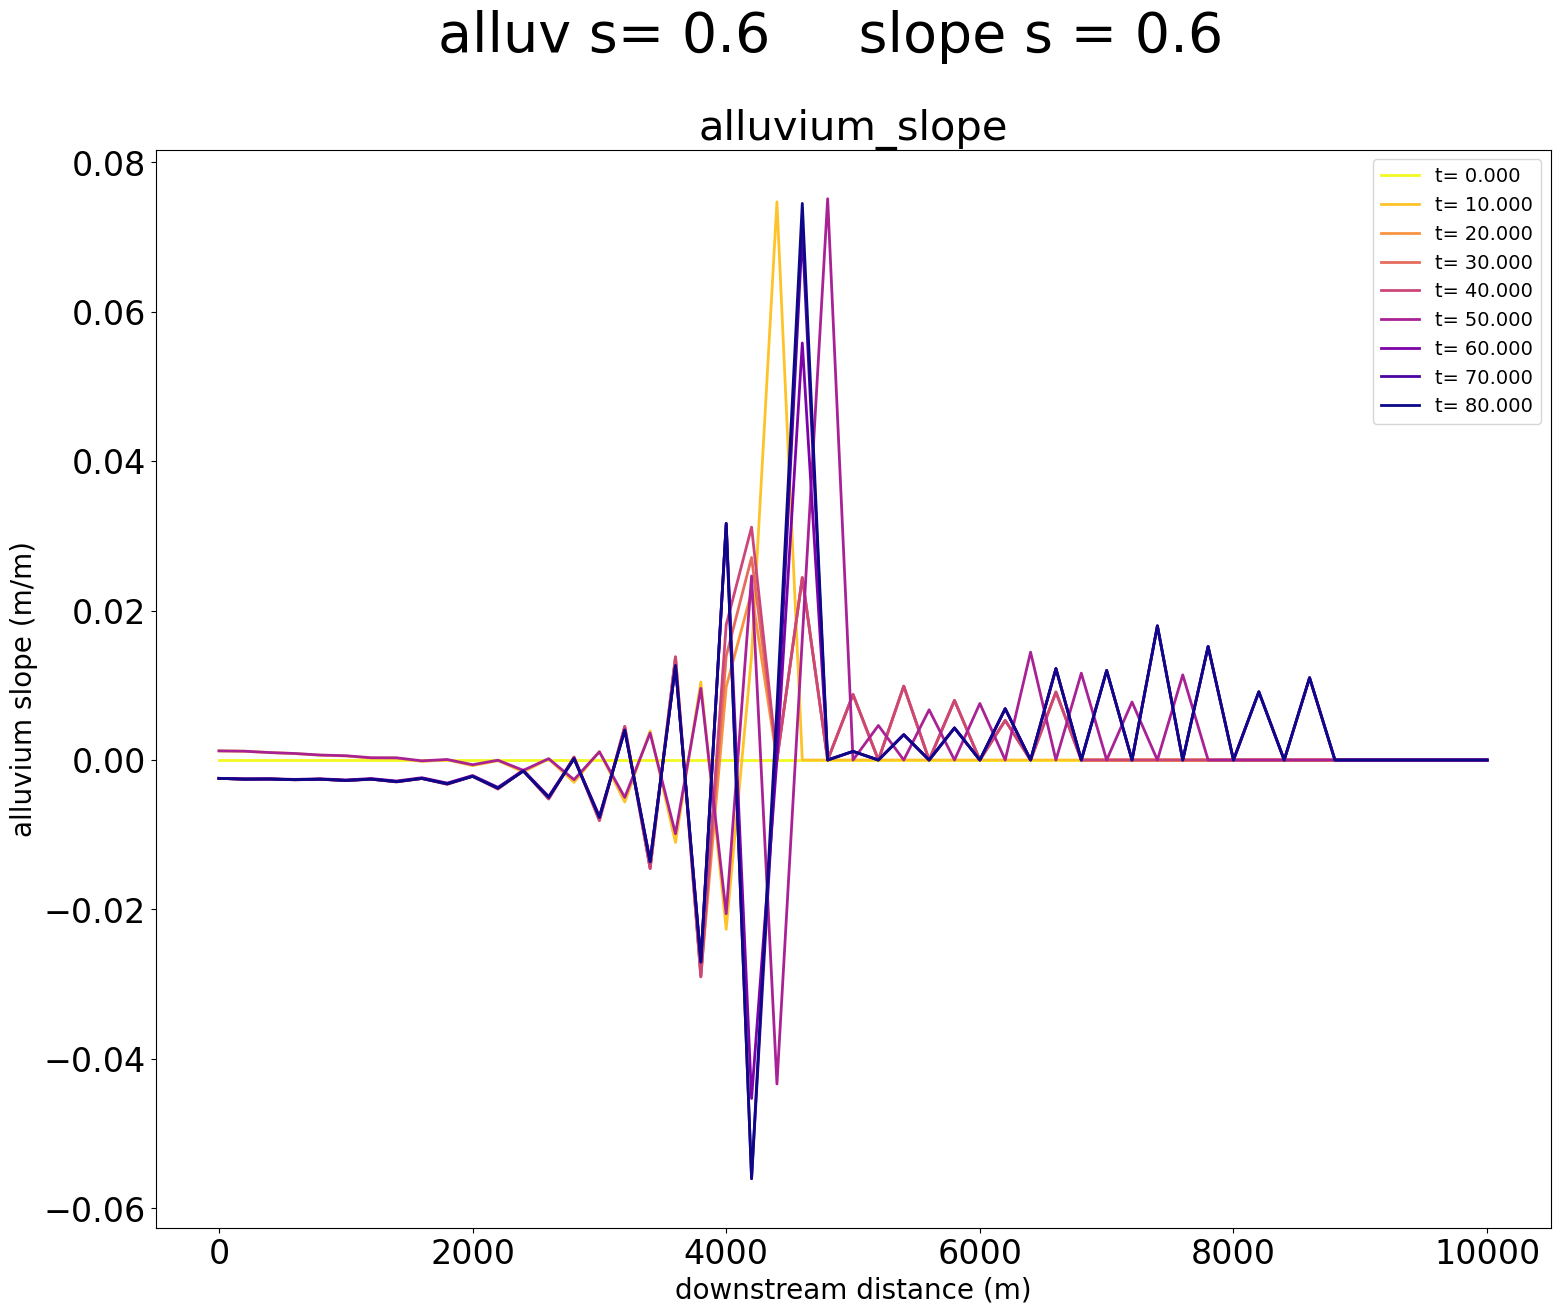 alluv s= 0.6 slope s = 0.6
alluvium_slope
0.08
0.06
0.04
0.02
0.00
−0.02
−0.04
−0.06
alluvium slope (m/m)
t= 0.000
t= 10.000
t= 20.000
t= 30.000
t= 40.000
t= 50.000
t= 60.000
t= 70.000
t= 80.000
0 2000 4000 6000 8000 10000
downstream distance (m)